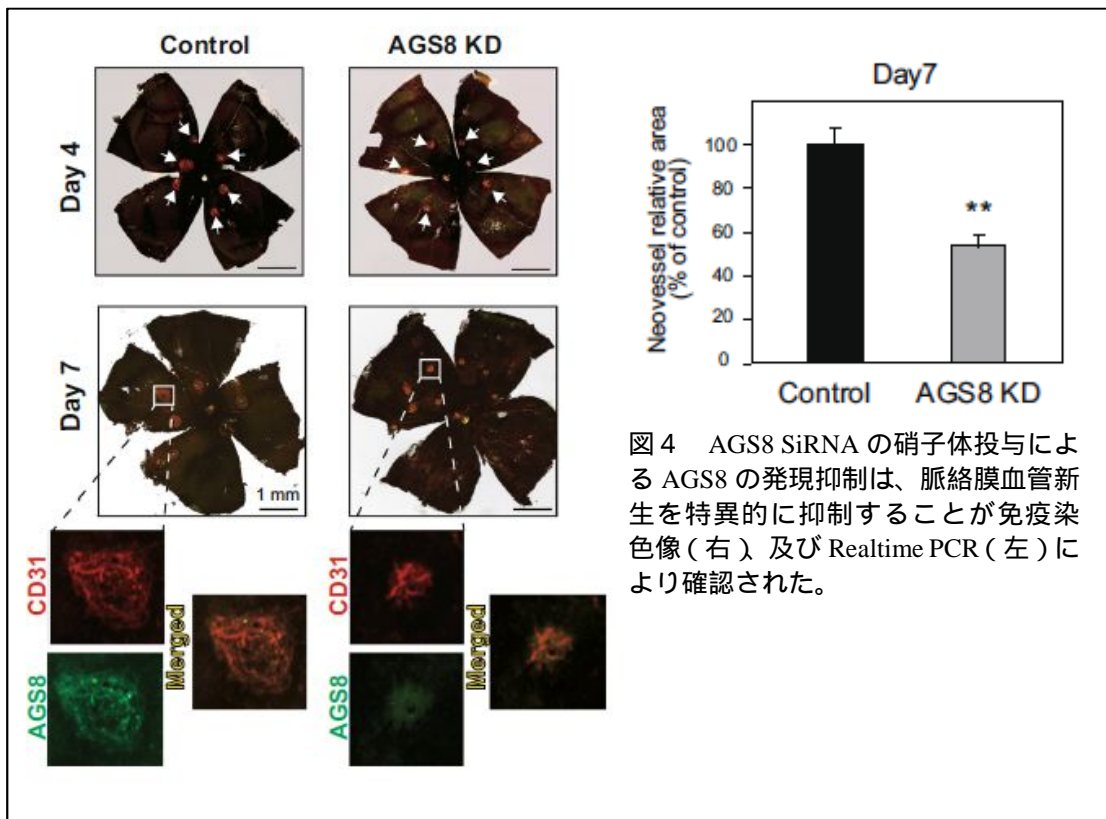 Control
AGS8 KD
Day 4
Day 7
1 mm
CD31
AGS8
Merged
CD31
AGS8
Merged
Day7
Neovessel relative area
(% of control)
100
80
60
40
20
0
**
Control
AGS8 KD
図4 AGS8 SiRNA の硝子体投与によ
る AGS8 の発現抑制は、脈絡膜血管新
生を特異的に抑制することが免疫染
色像（右）、及び Realtime PCR（左）に
より確認された。